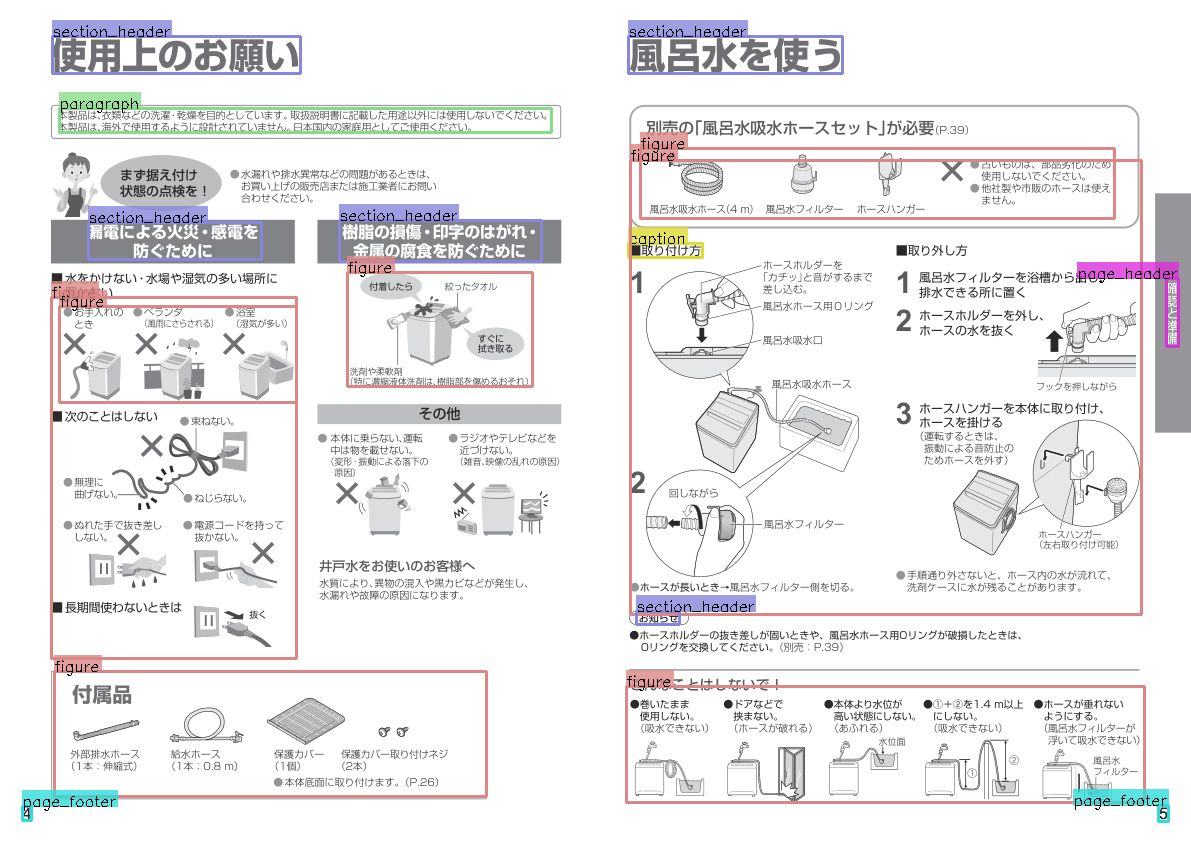 section_header
使用上のお願い
paragraph
本製品は、衣類などの洗濯・乾燥を目的としています。取扱説明書に記載した用途以外には使用しないでください。
本製品は、海外で使用するように設計されていません。日本国内の家庭用としてご使用ください。
まず据え付け
状態の点検を！
●水漏れや排水異常などの問題があるときは、
お買い上げの販売店または施工業者にお問い
合わせください。
section_header
漏電による火災・感電を
防ぐために
■水をかけない・水場や湿気の多い場所に
figure
figure
●お手入れの
とき
●ベランダ
（風雨にさらされる）
●浴室
（湿気が多い）
■次のことはしない
●束ねない。
●無理に
曲げない。
●ねじらない。
●ぬれた手で抜き差し
しない。
●電源コードを持って
抜かない。
■長期間使わないときは
抜く
section_header
樹脂の損傷・印字のはがれ・
金属の腐食を防ぐために
figure
付着したら
絞ったタオル
すぐに
拭き取る
洗剤や柔軟剤
（特に濃縮液体洗剤は、樹脂部を傷めるおそれ）
その他
●本体に乗らない、運転
中は物を載せない。
（変形・振動による落下の
原因）
●ラジオやテレビなどを
近づけない。
（雑音、映像の乱れの原因）
井戸水をお使いのお客様へ
水質により、異物の混入や黒カビなどが発生し、
水漏れや故障の原因になります。
figure
付属品
外部排水ホース
（1本：伸縮式）
給水ホース
（1本：0.8 m）
保護カバー
（1個）
保護カバー取り付けネジ
（2本）
●本体底面に取り付けます。（P.26）
page_footer
4
section_header
風呂水を使う
別売の「風呂水吸水ホースセット」が必要（P.39）
figure
figure
風呂水吸水ホース（4 m）
風呂水フィルター
ホースハンガー
●古いものは、部品劣化のため
使用しないでください。
●他社製や市販のホースは使え
ません。
caption
■取り付け方
1
ホースホルダーを
「カチッ」と音がするまで
差し込む。
風呂水ホース用Oリング
風呂水吸水口
風呂水吸水ホース
2
回しながら
風呂水フィルター
●ホースが長いとき→風呂水フィルター側を切る。
■取り外し方
1 風呂水フィルターを浴槽から
排水できる所に置く
2 ホースホルダーを外し、
ホースの水を抜く
フックを押しながら
3 ホースハンガーを本体に取り付け、
ホースを掛ける
（運転するときは、
振動による音防止の
ためホースを外す）
ホースハンガー
（左右取り付け可能）
●手順通り外さないと、ホース内の水が流れて、
洗剤ケースに水が残ることがあります。
page_header
確認と準備
section_header
お知らせ
●ホースホルダーの抜き差しが固いときや、風呂水ホース用Oリングが破損したときは、
Oリングを交換してください。（別売：P.39）
figure
こんなことはしないで！
●巻いたまま
使用しない。
（吸水できない）
●ドアなどで
挟まない。
（ホースが破れる）
●本体より水位が
高い状態にしない。
（あふれる）
水位面
●①＋②を1.4 m以上
にしない。
（吸水できない）
①
②
●ホースが垂れない
ようにする。
（風呂水フィルターが
浮いて吸水できない）
風呂水
フィルター
page_footer
5